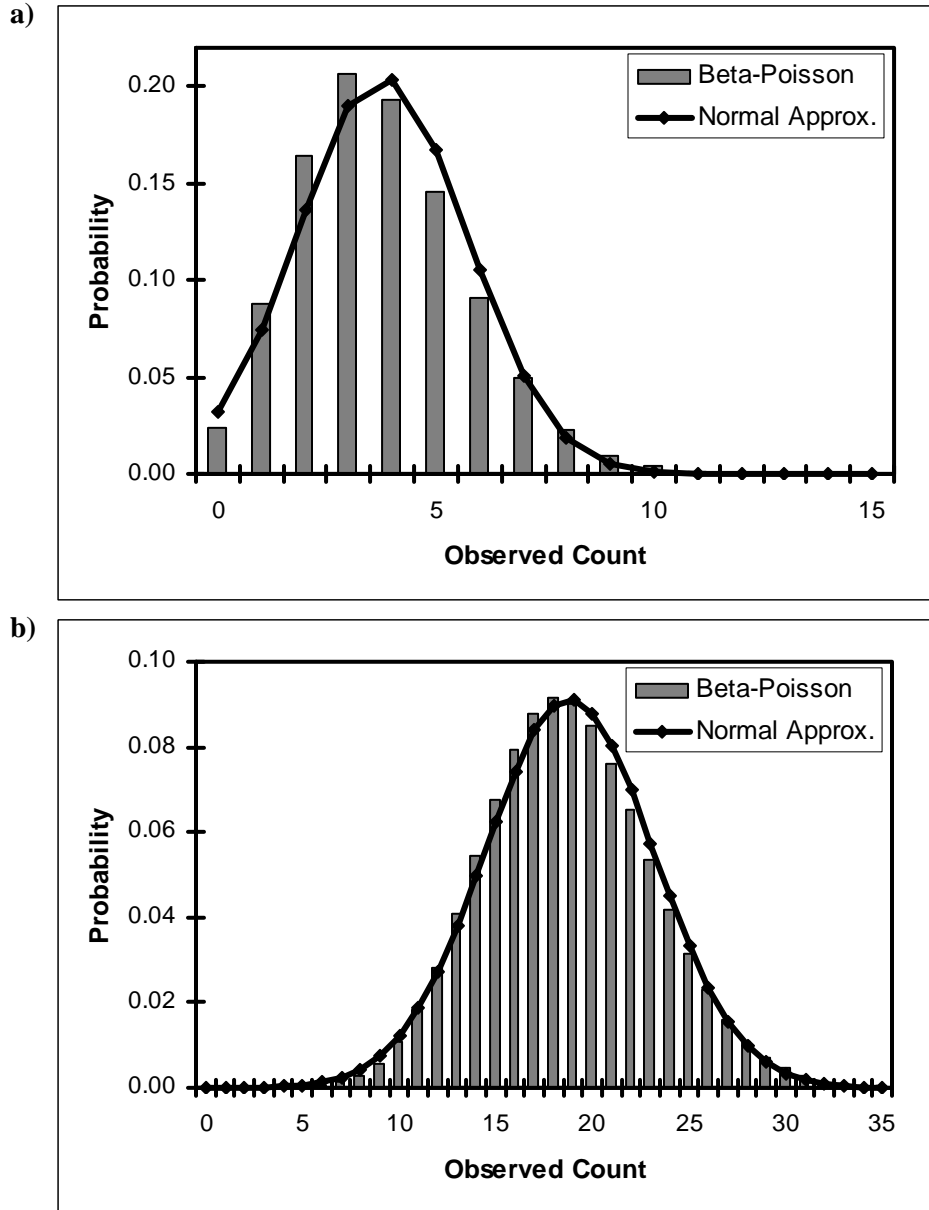 a)
Beta-Poisson
Normal Approx.
0.20
0.15
0.10
0.05
0.00
Probability
0 5 10 15
Observed Count
b)
Beta-Poisson
Normal Approx.
0.10
0.08
0.06
0.04
0.02
0.00
Probability
0 5 10 15 20 25 30 35
Observed Count